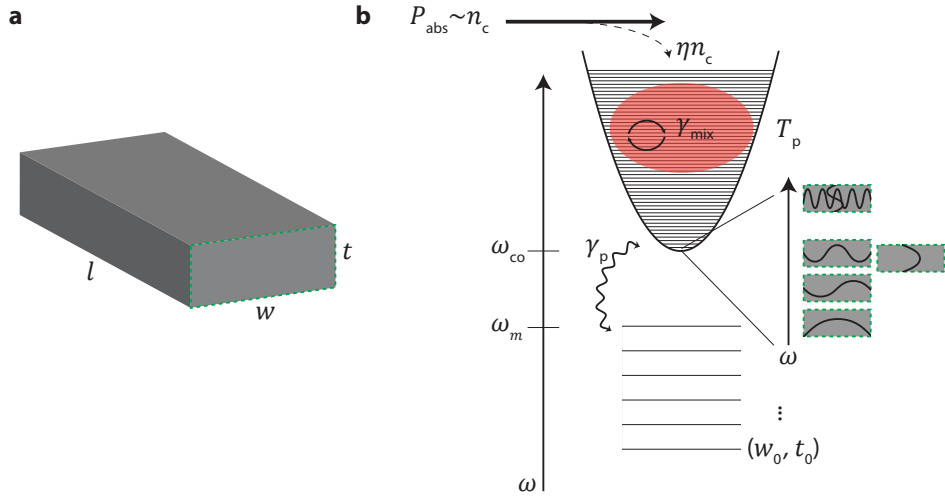 a
l
w
t
b
P_abs~n_c
ηn_c
γ_mix
T_p
ω_co
γ_p
ω_m
ω
⋮
(w_0, t_0)
ω